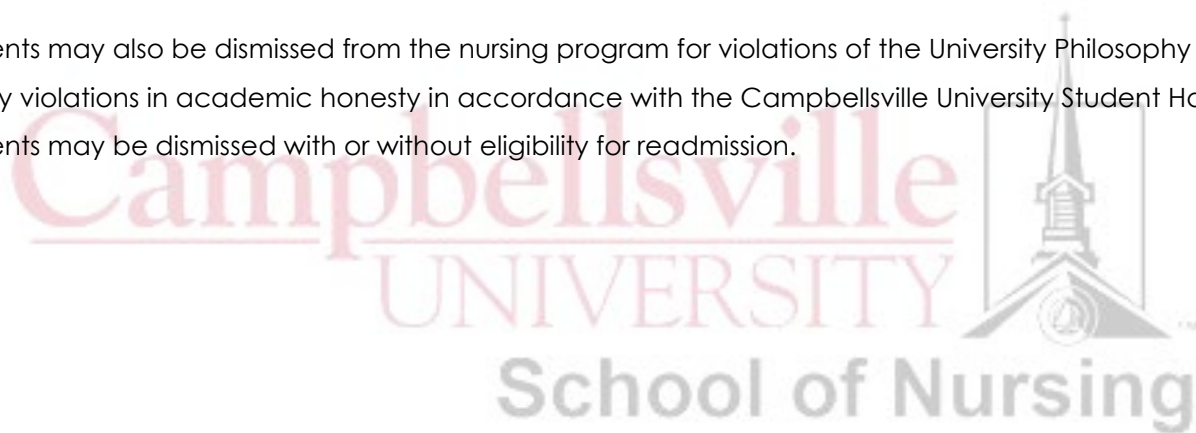 ents may also be dismissed from the nursing program for violations of the University Philosophy
y violations in academic honesty in accordance with the Campbellsville University Student Ha
ents may be dismissed with or without eligibility for readmission.
Campbellsville
UNIVERSITY
School of Nursing